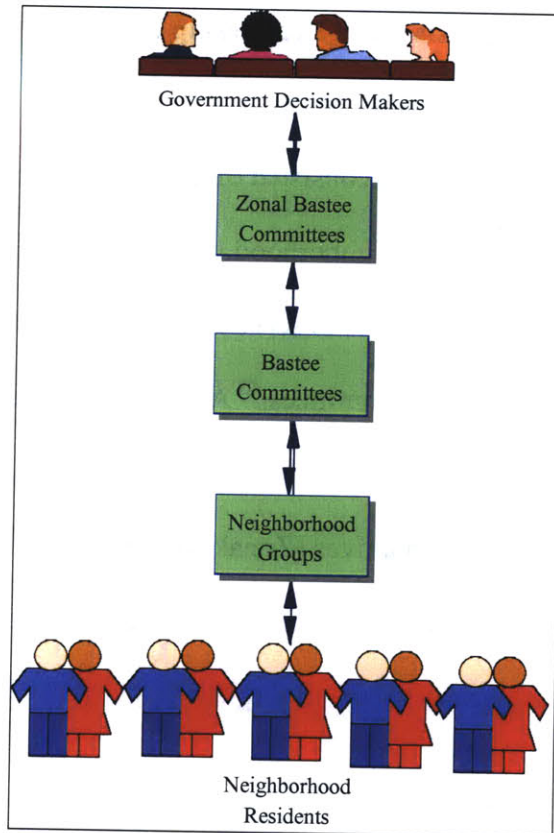 Government Decision Makers
Zonal Bastee
Committees
Bastee
Committees
Neighborhood
Groups
Neighborhood
Residents